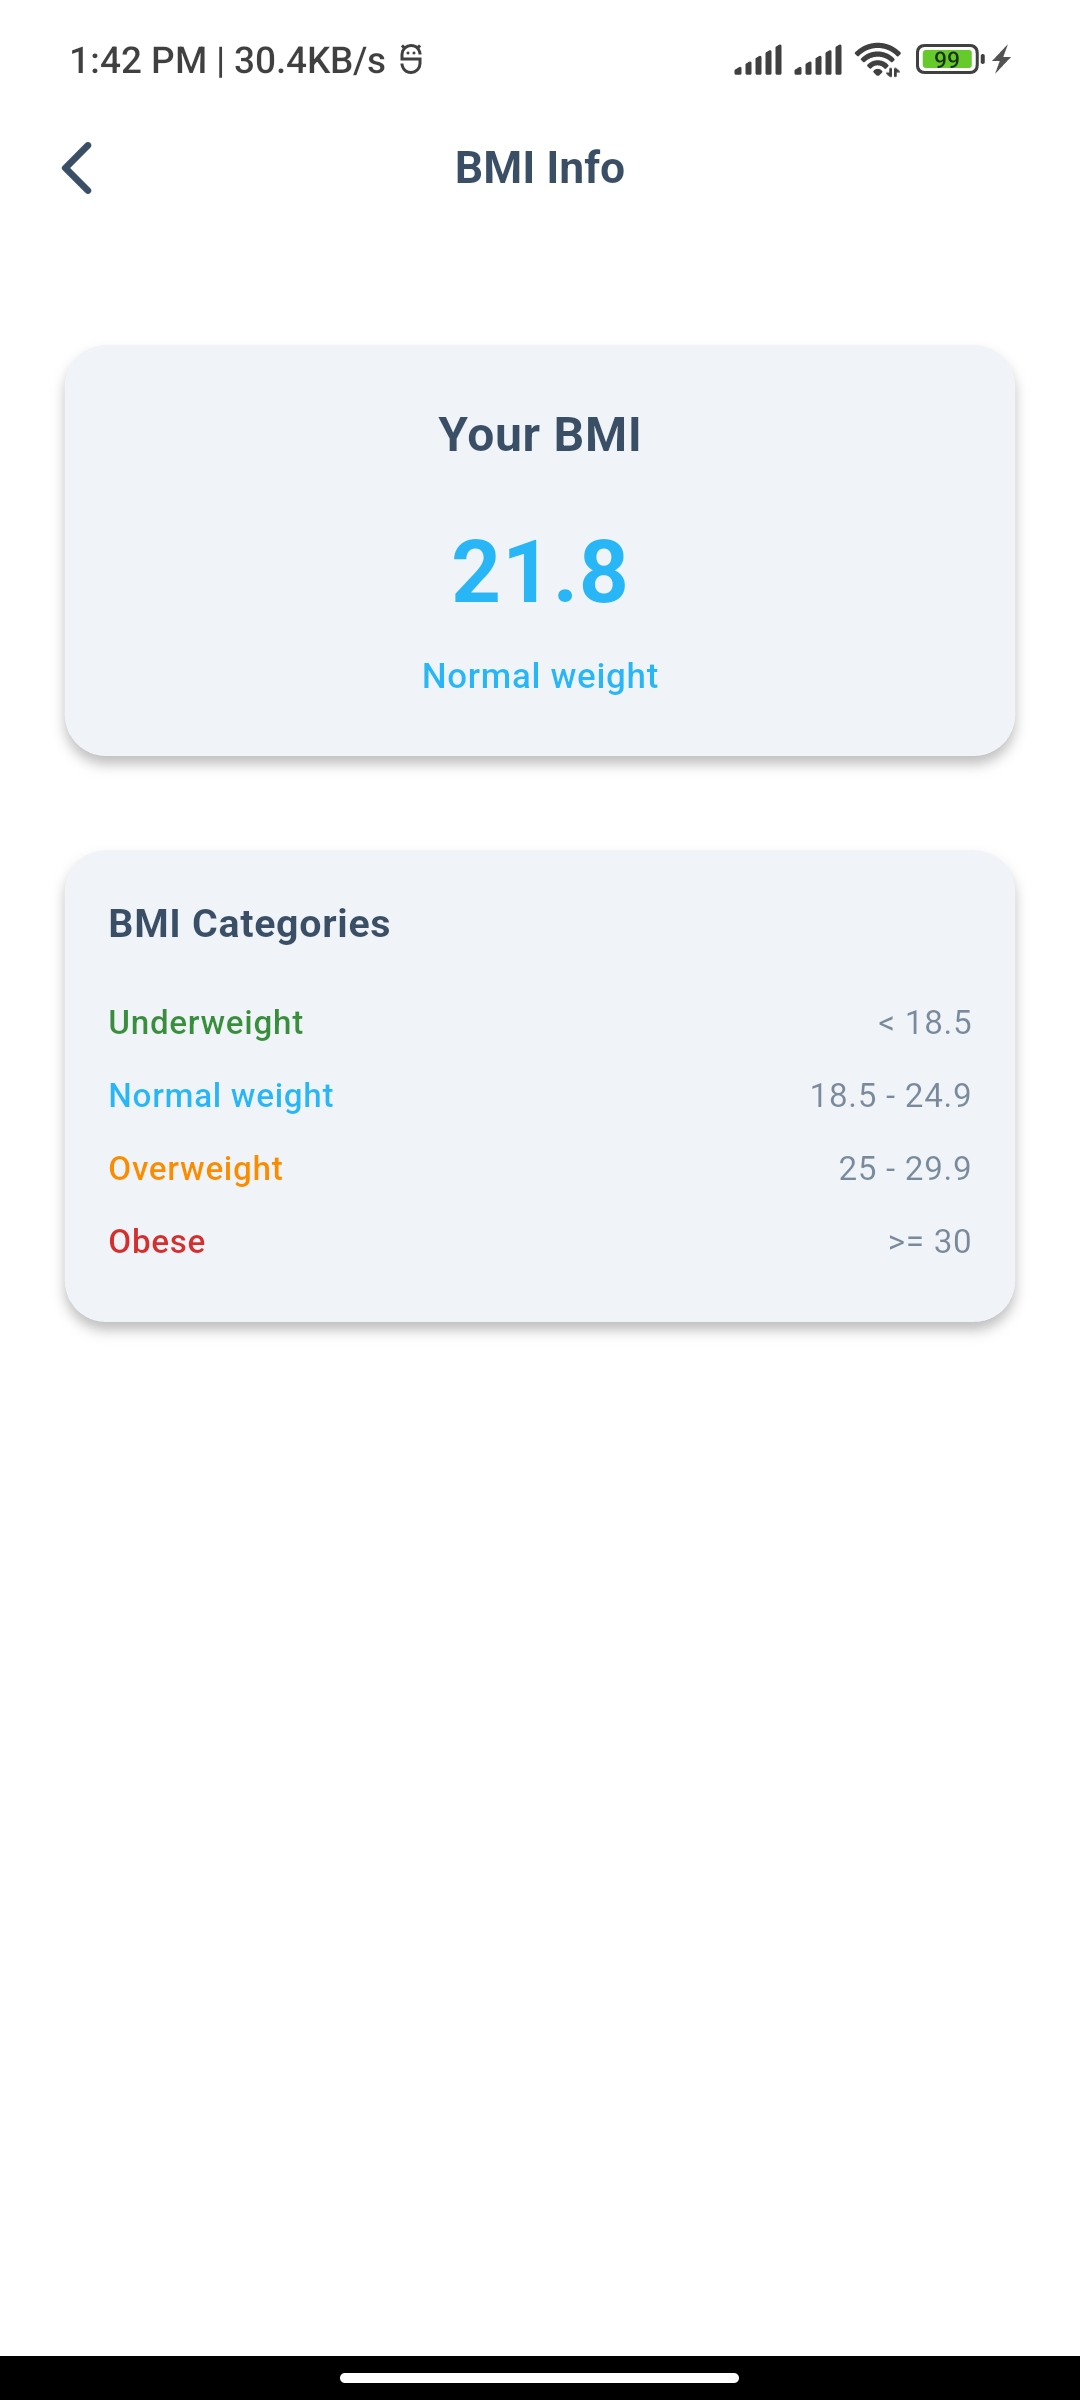 1:42 PM | 30.4KB/s
99
BMI Info
Your BMI
21.8
Normal weight
BMI Categories
Underweight < 18.5
Normal weight 18.5 - 24.9
Overweight 25 - 29.9
Obese >= 30